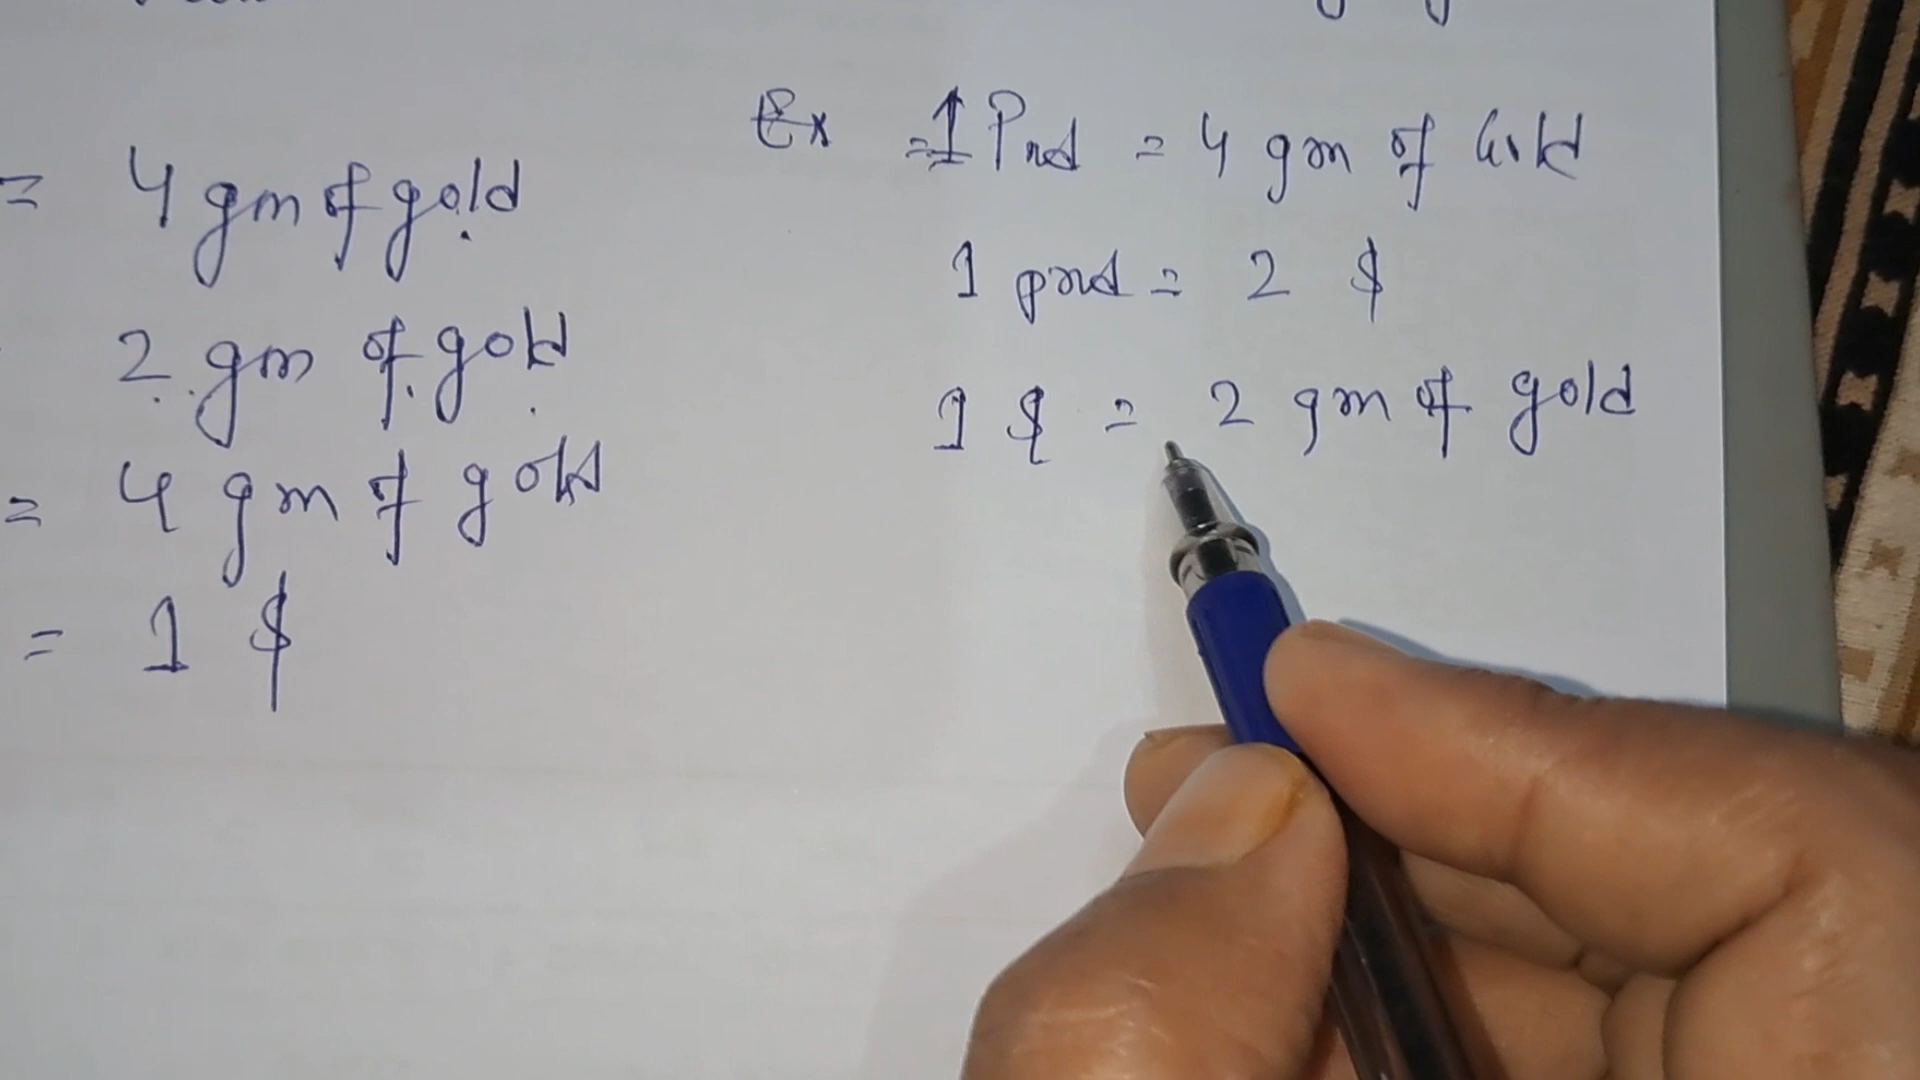 = 4 gm of gold
2 gm of gold
= 4 gm of gold
= 1 $
Ex =1 Pnd = 4 gm of Gold
1 pnd = 2 $
1 $ = 2 gm of gold